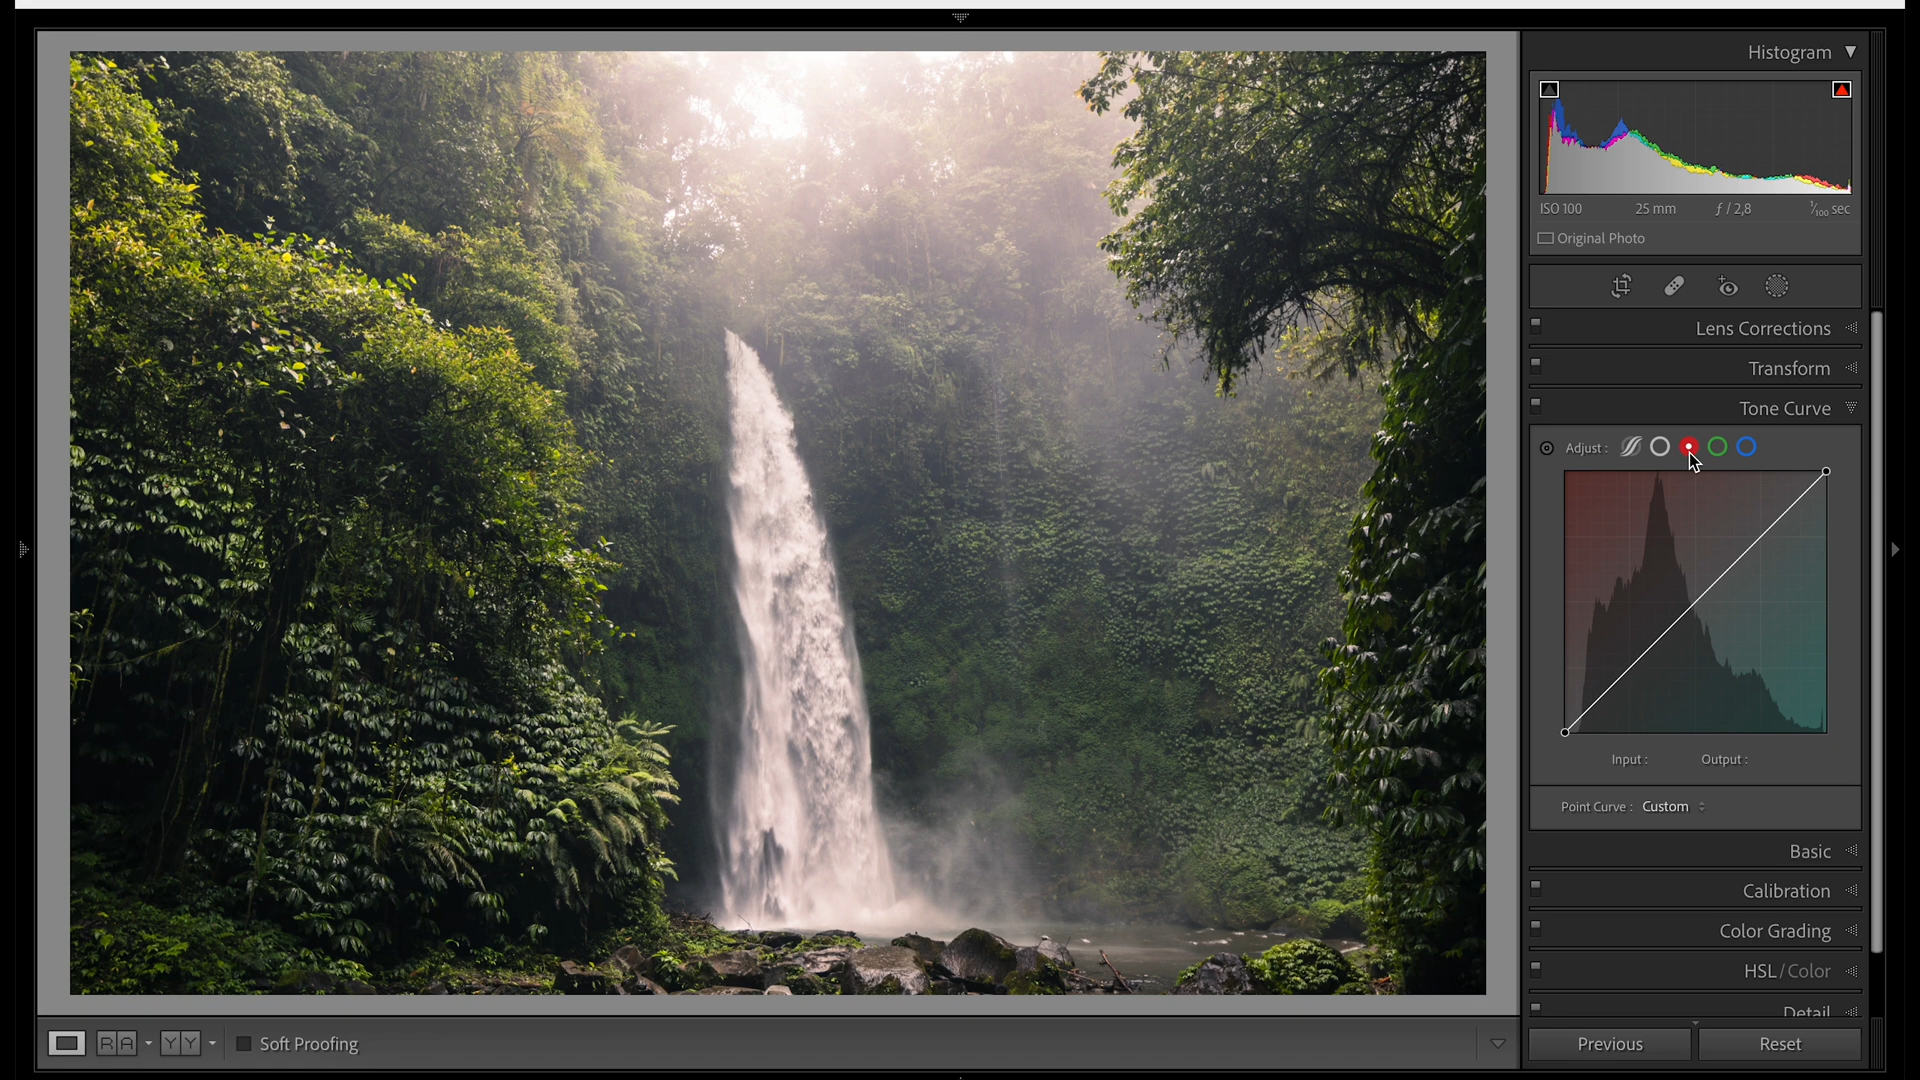 Histogram
ISO 100 25 mm ƒ / 2,8 1/100 sec
Original Photo
Lens Corrections
Transform
Tone Curve
Adjust :
Input : Output :
Point Curve : Custom
Basic
Calibration
Color Grading
HSL / Color
Detail
R A Y Y Soft Proofing
Previous Reset